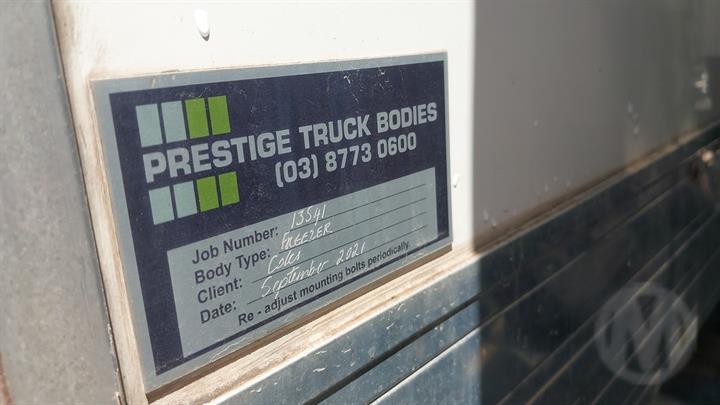 PRESTIGE TRUCK BODIES
(03) 8773 0600
Job Number: 13541
Body Type: FREEZER
Client: Coles
Date: September 2021
Re - adjust mounting bolts periodically.
M